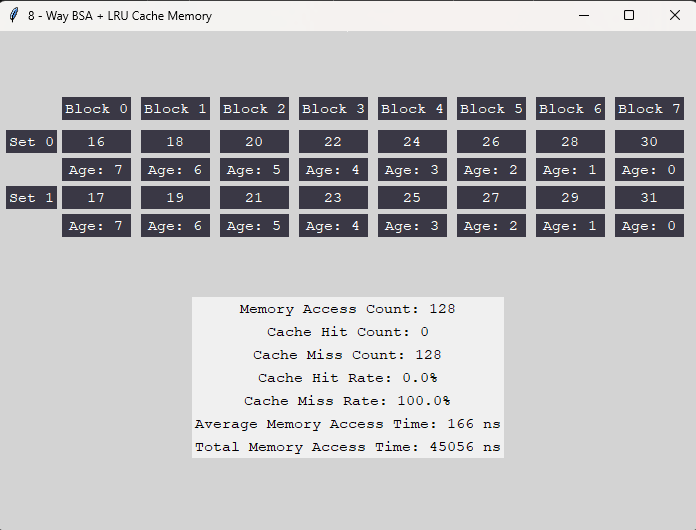 8 - Way BSA + LRU Cache Memory
Block 0 Block 1 Block 2 Block 3 Block 4 Block 5 Block 6 Block 7
Set 0 16 18 20 22 24 26 28 30
Age: 7 Age: 6 Age: 5 Age: 4 Age: 3 Age: 2 Age: 1 Age: 0
Set 1 17 19 21 23 25 27 29 31
Age: 7 Age: 6 Age: 5 Age: 4 Age: 3 Age: 2 Age: 1 Age: 0
Memory Access Count: 128
Cache Hit Count: 0
Cache Miss Count: 128
Cache Hit Rate: 0.0%
Cache Miss Rate: 100.0%
Average Memory Access Time: 166 ns
Total Memory Access Time: 45056 ns